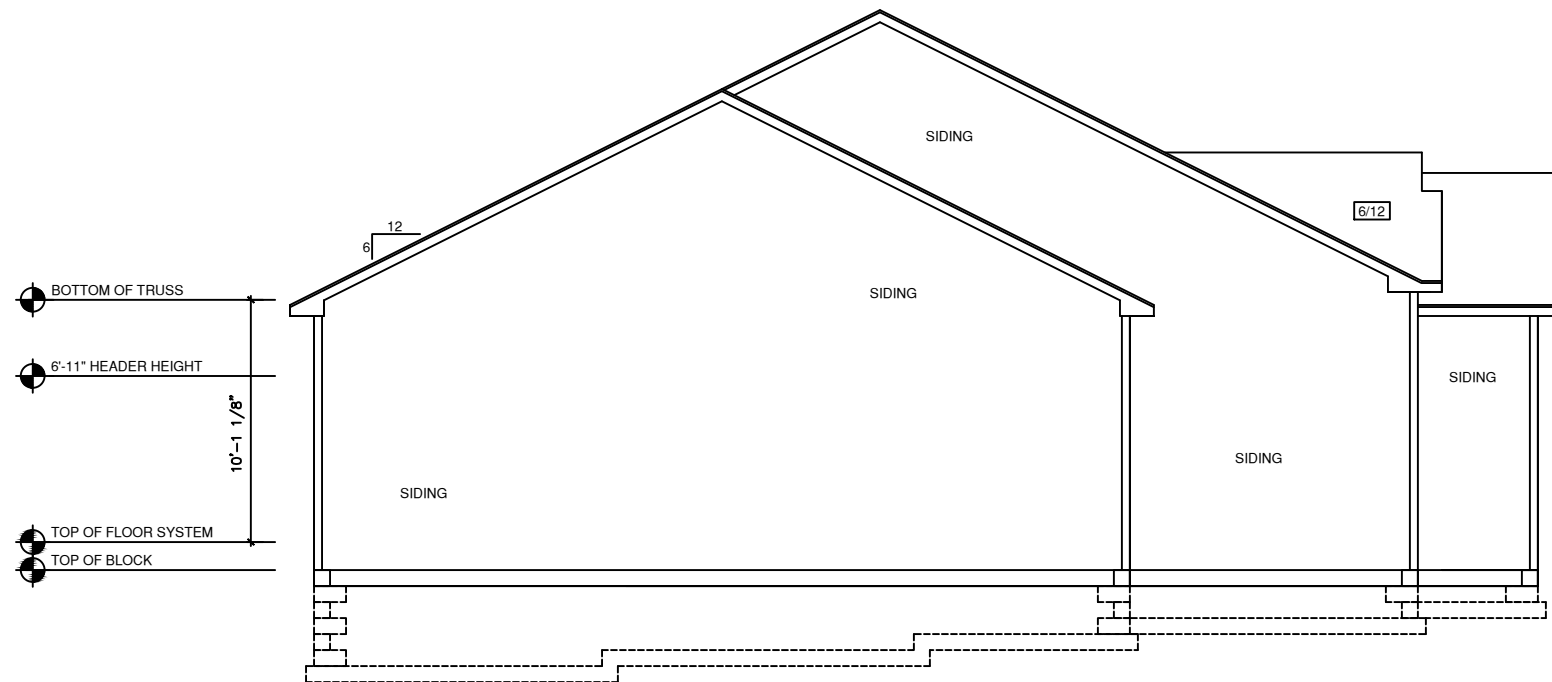 SIDING
6/12
12
6
BOTTOM OF TRUSS
SIDING
6'-11" HEADER HEIGHT
SIDING
10'-1 1/8"
SIDING
SIDING
TOP OF FLOOR SYSTEM
TOP OF BLOCK